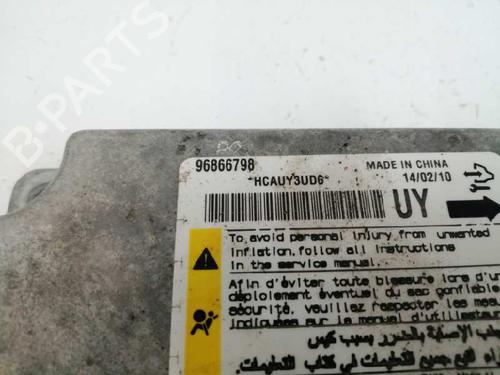 B-PARTS
96866798
MADE IN CHINA
*HCAUY3UD6*
14/02/10
UY
To avoid personal injury from unwanted
inflation, follow all instructions
in the service manual.
Afin d'éviter toute blessure lors d'un
déploiement éventuel du sac gonflable
sécurité, veuillez respecter les mes
indiquées sur le manuel d'utilisateur